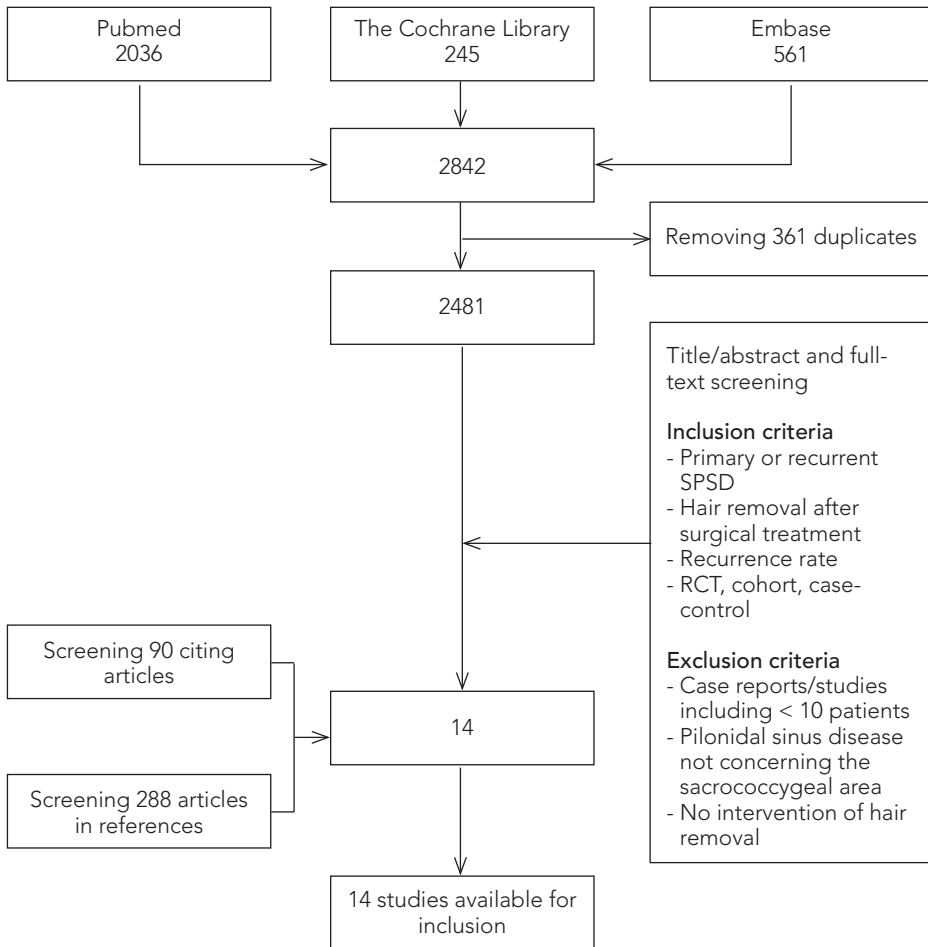 Pubmed
2036
The Cochrane Library
245
Embase
561
2842
Removing 361 duplicates
2481
Title/abstract and full-
text screening
Inclusion criteria
- Primary or recurrent
SPSD
- Hair removal after
surgical treatment
- Recurrence rate
- RCT, cohort, case-
control
Exclusion criteria
- Case reports/studies
including < 10 patients
- Pilonidal sinus disease
not concerning the
sacrococcygeal area
- No intervention of hair
removal
Screening 90 citing
articles
14
Screening 288 articles
in references
14 studies available for
inclusion